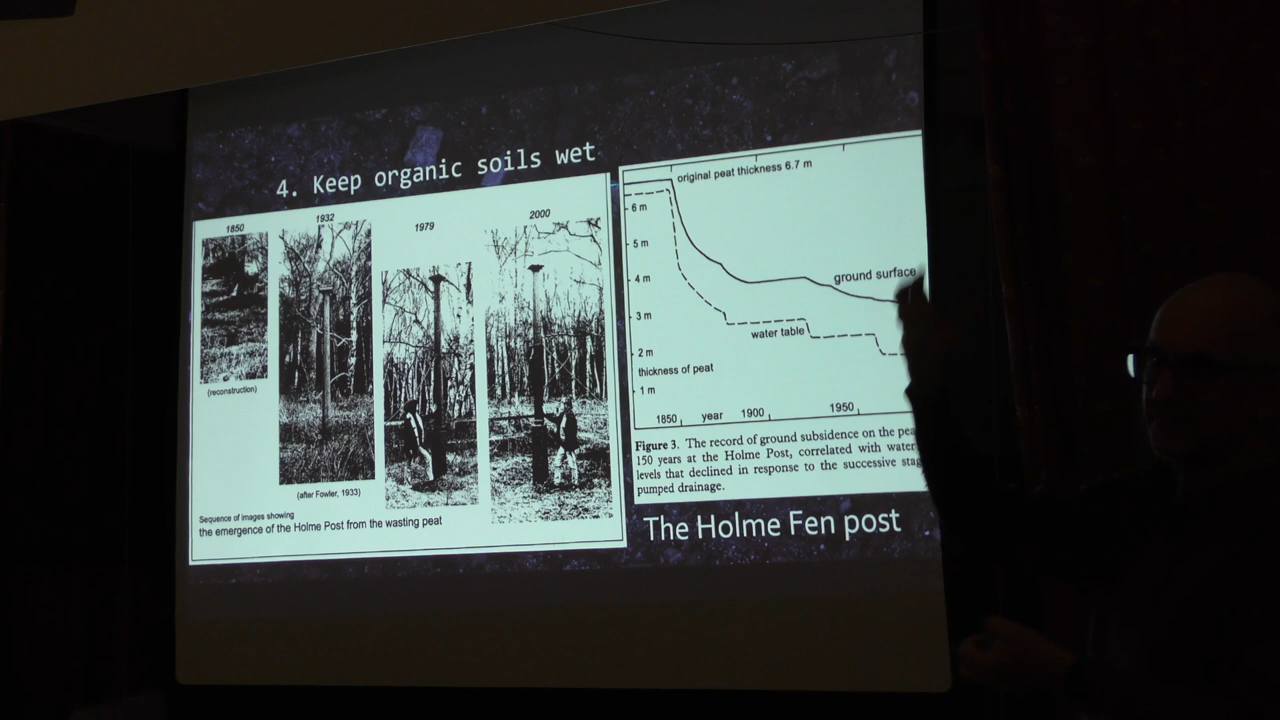 4. Keep organic soils wet
1850
1932
1979
2000
(reconstruction)
(after Fowler, 1933)
Sequence of images showing
the emergence of the Holme Post from the wasting peat
original peat thickness 6.7 m
6 m
5 m
4 m
ground surface
3 m
water table
2 m
thickness of peat
1 m
1850 year 1900 1950
Figure 3. The record of ground subsidence on the
150 years at the Holme Post, correlated with water
levels that declined in response to the successive
pumped drainage.
The Holme Fen post